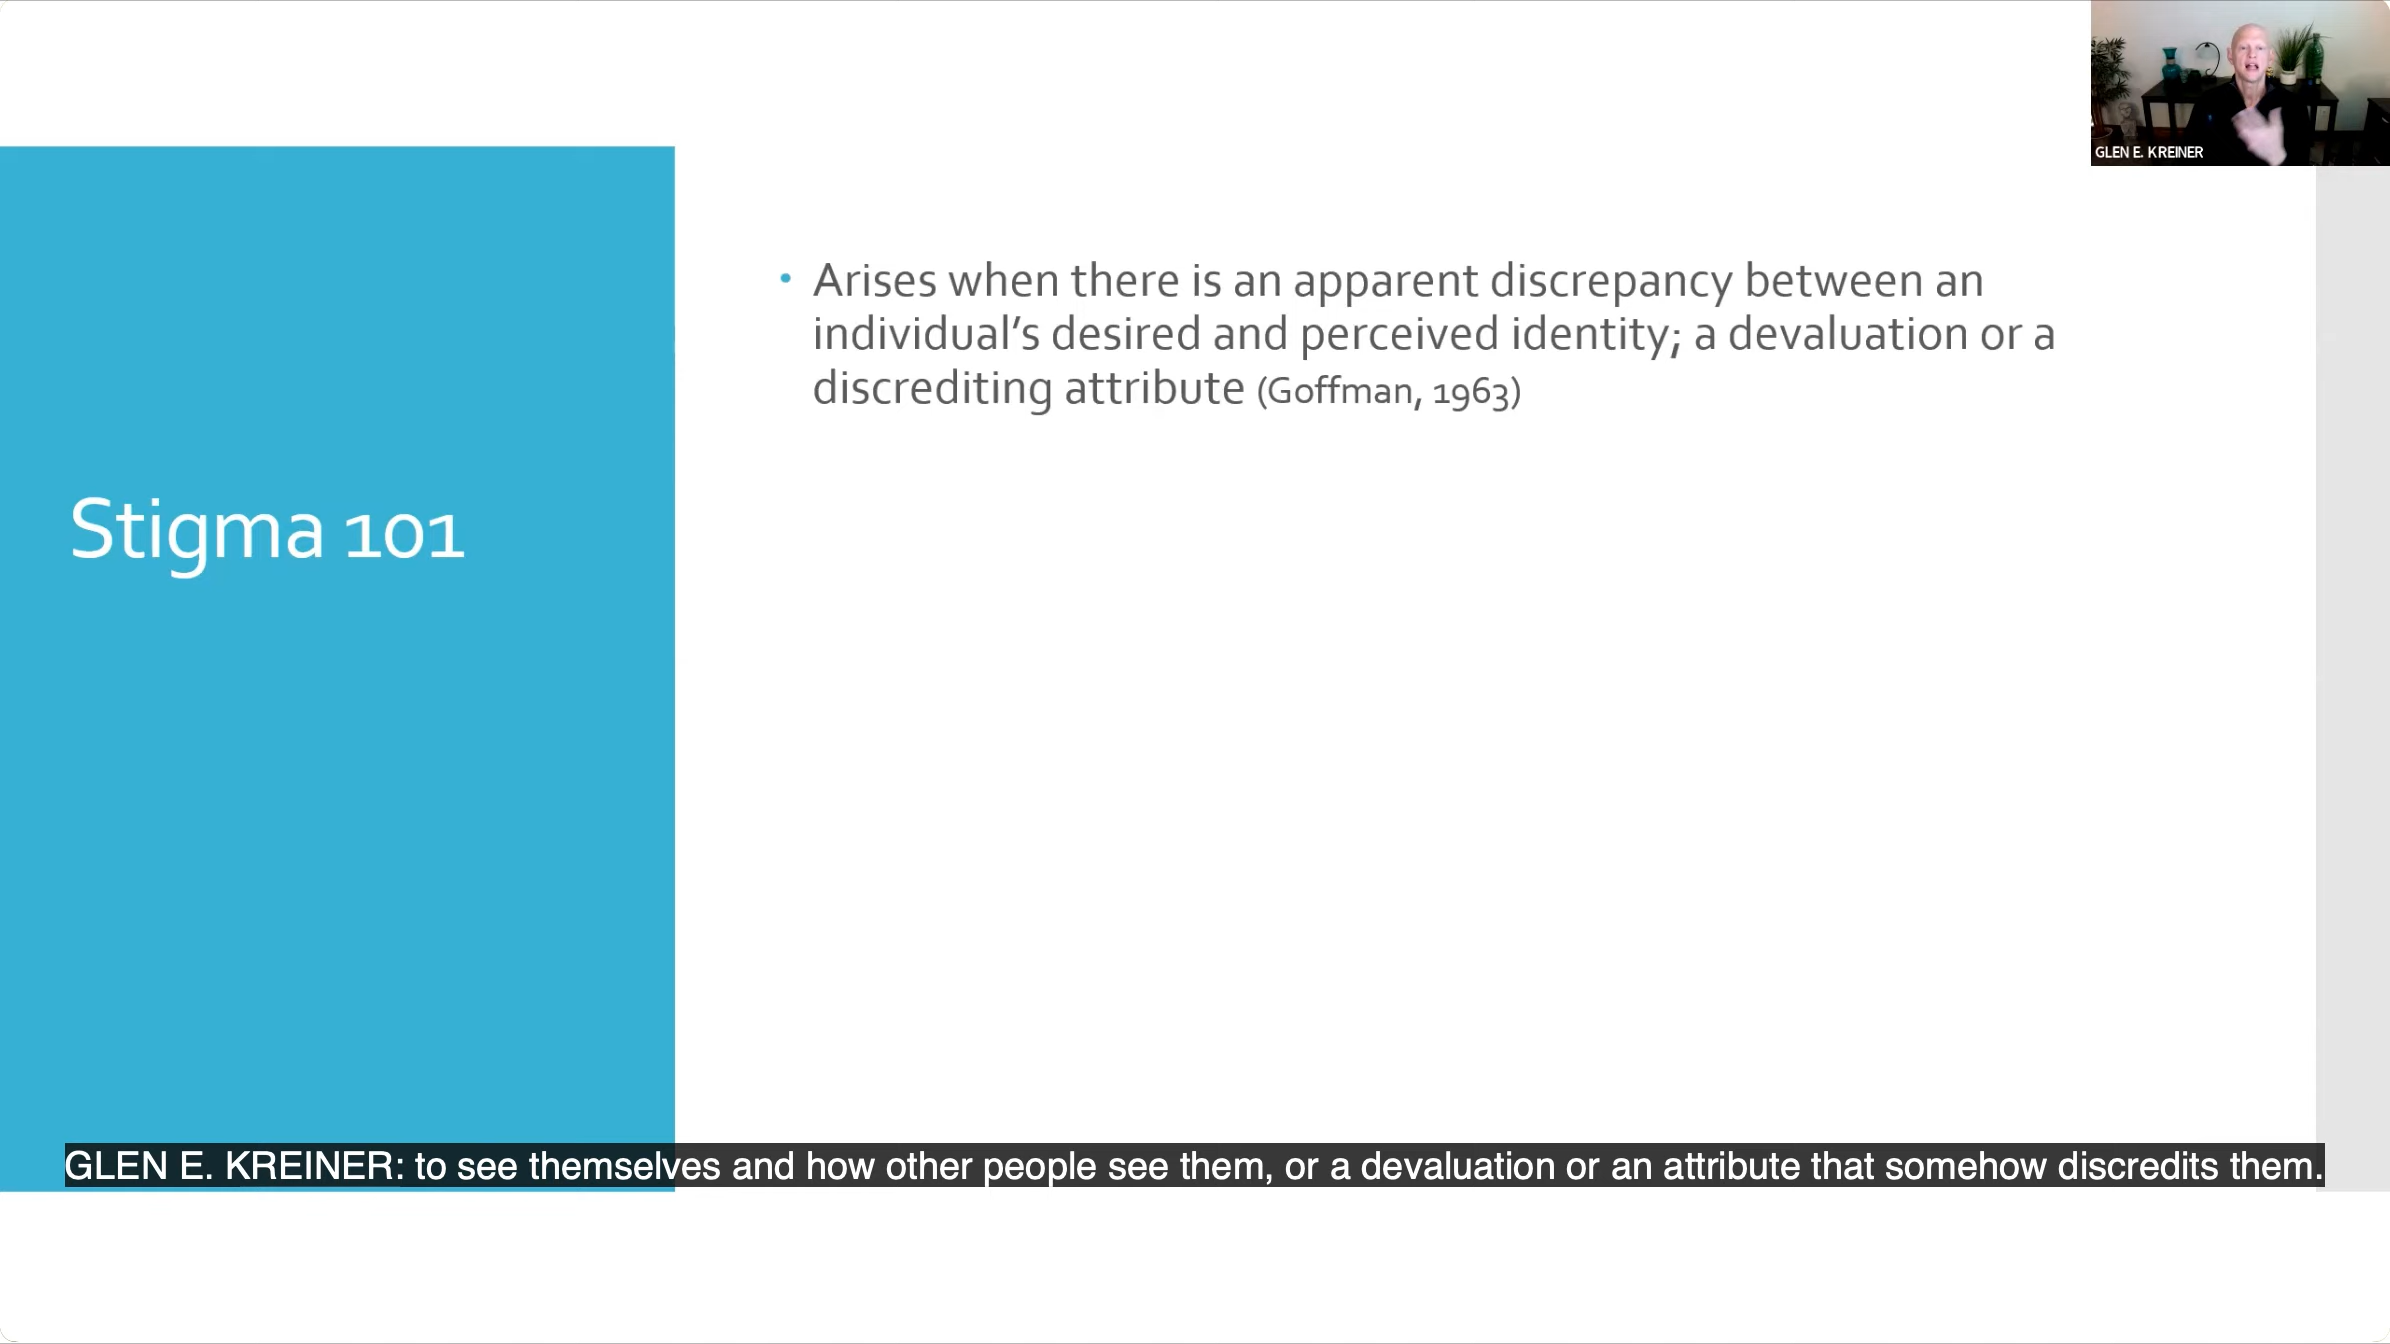 GLEN E. KREINER
Stigma 101
• Arises when there is an apparent discrepancy between an
individual’s desired and perceived identity; a devaluation or a
discrediting attribute (Goffman, 1963)
GLEN E. KREINER: to see themselves and how other people see them, or a devaluation or an attribute that somehow discredits them.